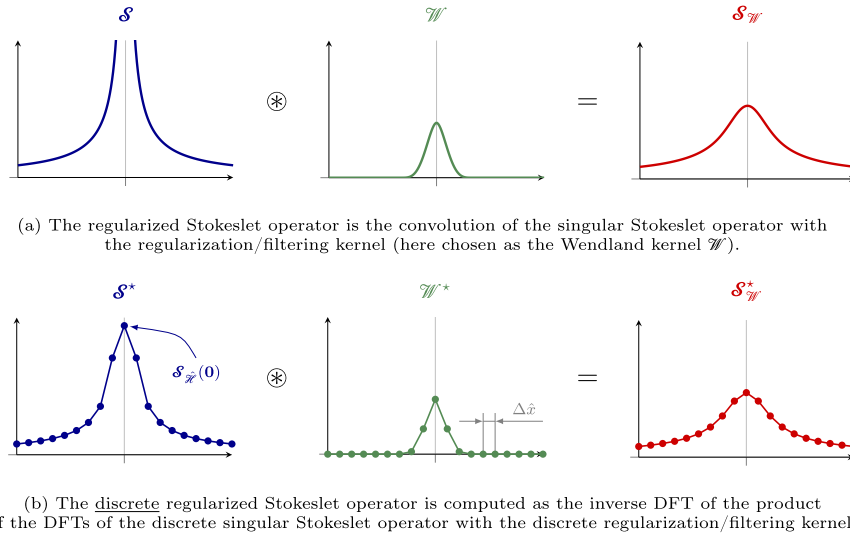 𝓢 𝒲 𝓢𝒲
⊛ =
(a) The regularized Stokeslet operator is the convolution of the singular Stokeslet operator with
the regularization/filtering kernel (here chosen as the Wendland kernel 𝒲).
𝓢⋆ 𝒲⋆ 𝓢⋆𝒲
𝓢ℋ̂(0)
⊛ =
Δx̂
(b) The discrete regularized Stokeslet operator is computed as the inverse DFT of the product
f the DFTs of the discrete singular Stokeslet operator with the discrete regularization/filtering kernel